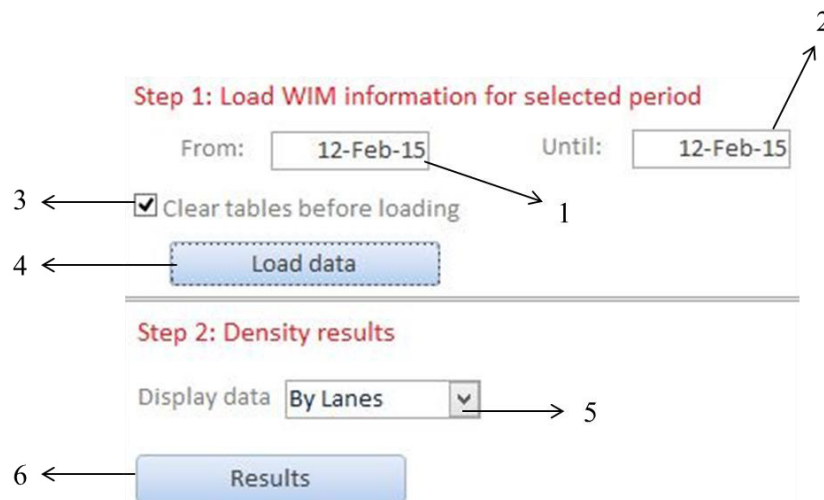 2
Step 1: Load WIM information for selected period
From: 12-Feb-15 Until: 12-Feb-15
3 Clear tables before loading 1
4 Load data
Step 2: Density results
Display data By Lanes 5
6 Results